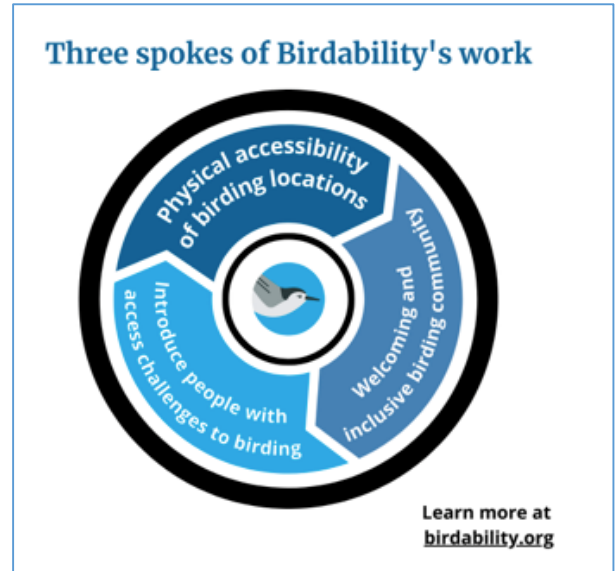 Three spokes of Birdability's work
Physical accessibility
of birding locations
Welcoming and
inclusive birding community
Introduce people with
access challenges to birding
Learn more at
birdability.org